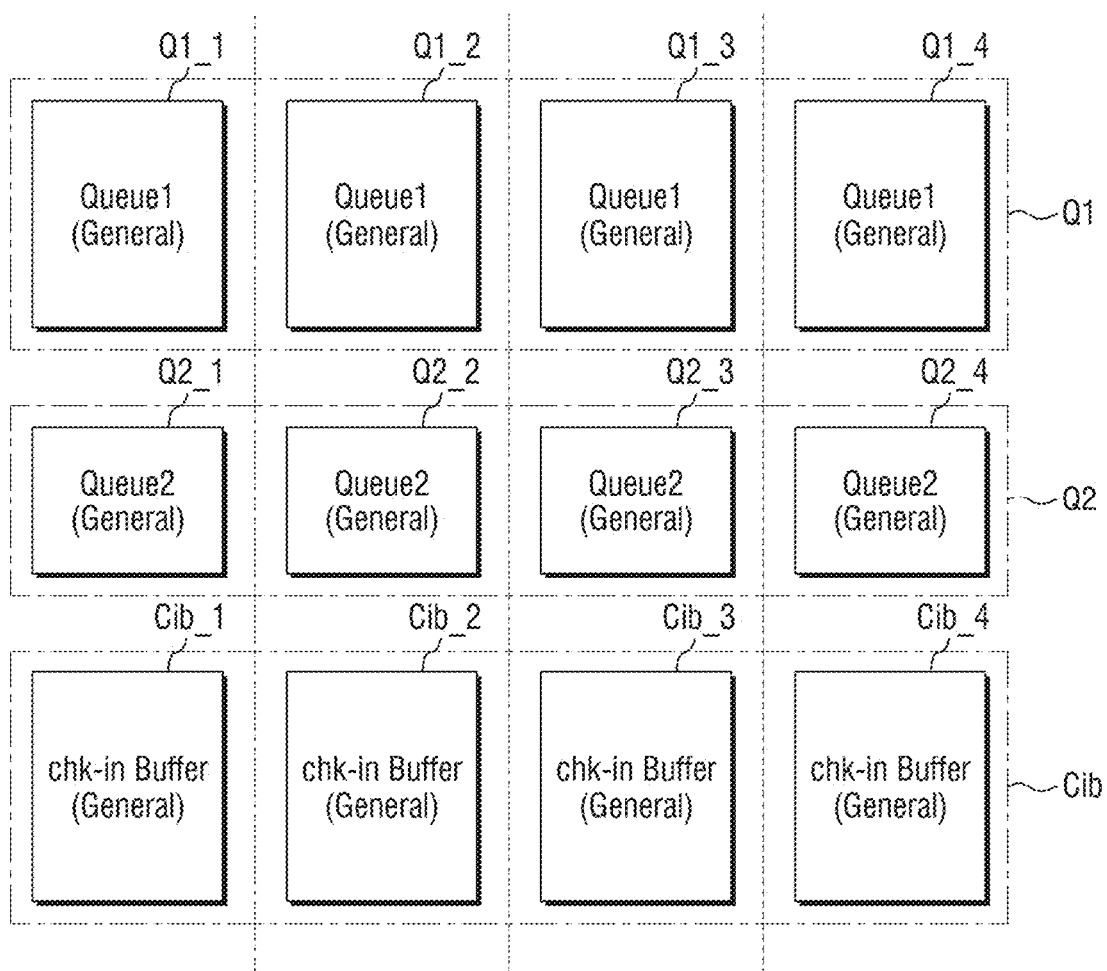 Q1_1 Q1_2 Q1_3 Q1_4
Queue1 Queue1 Queue1 Queue1
(General) (General) (General) (General)
Q1
Q2_1 Q2_2 Q2_3 Q2_4
Queue2 Queue2 Queue2 Queue2
(General) (General) (General) (General)
Q2
Cib_1 Cib_2 Cib_3 Cib_4
chk-in Buffer chk-in Buffer chk-in Buffer chk-in Buffer
(General) (General) (General) (General)
Cib